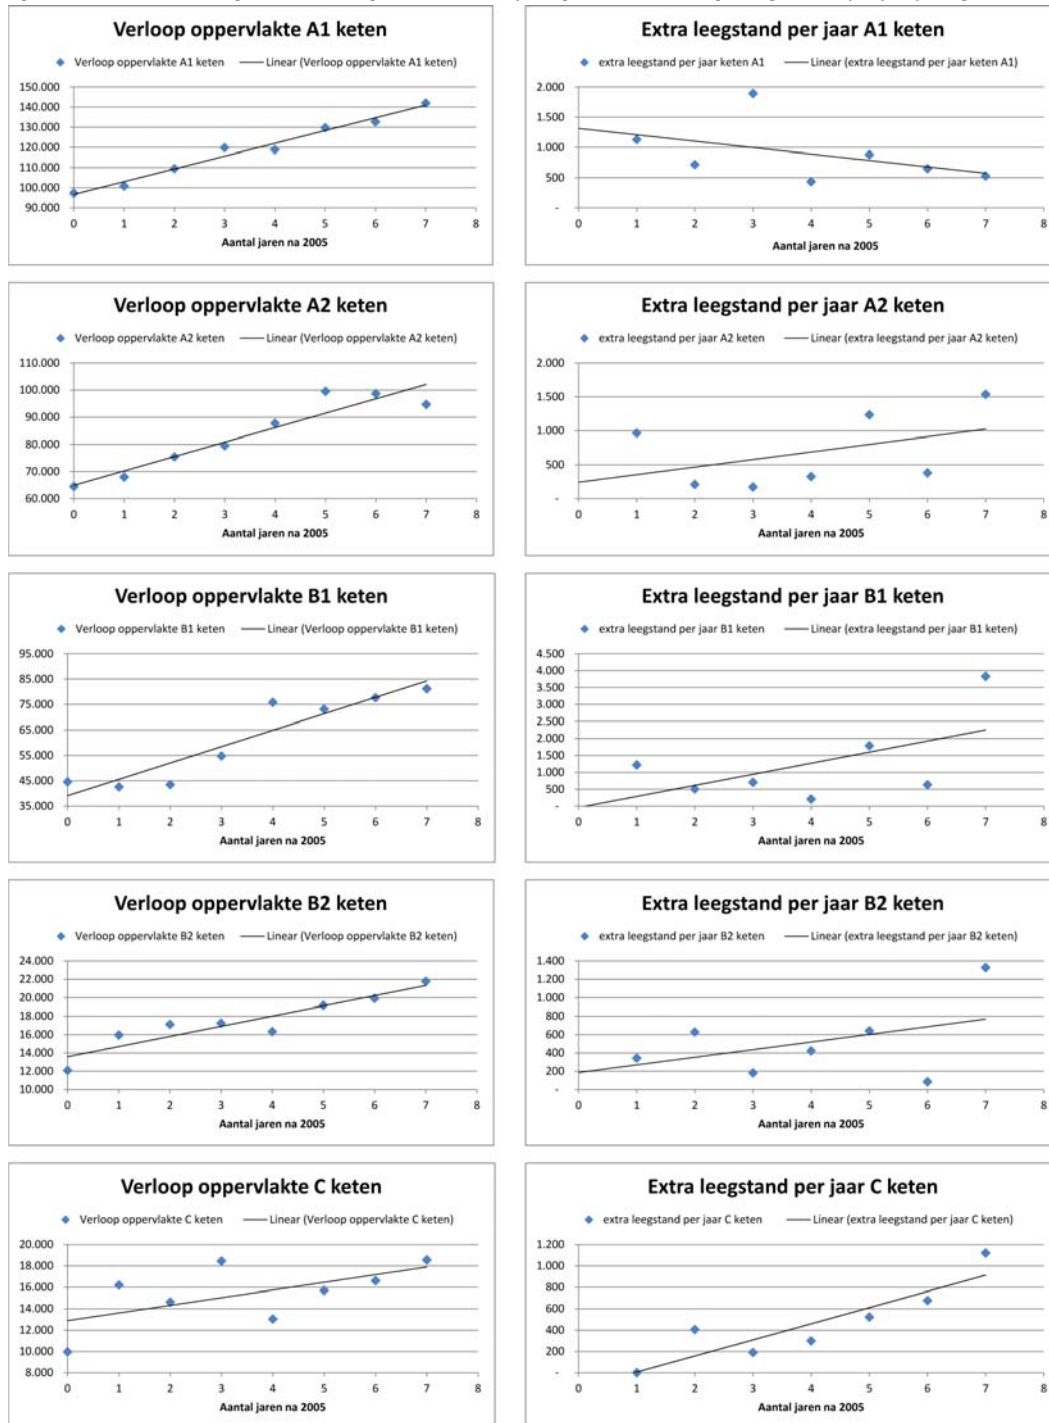 Verloop oppervlakte A1 keten
Verloop oppervlakte A1 keten Linear (Verloop oppervlakte A1 keten)
150.000
140.000
130.000
120.000
110.000
100.000
90.000
0 1 2 3 4 5 6 7 8
Aantal jaren na 2005
Extra leegstand per jaar A1 keten
extra leegstand per jaar keten A1 Linear (extra leegstand per jaar keten A1)
2.000
1.500
1.000
500
-
0 1 2 3 4 5 6 7 8
Aantal jaren na 2005
Verloop oppervlakte A2 keten
Verloop oppervlakte A2 keten Linear (Verloop oppervlakte A2 keten)
110.000
100.000
90.000
80.000
70.000
60.000
0 1 2 3 4 5 6 7 8
Aantal jaren na 2005
Extra leegstand per jaar A2 keten
extra leegstand per jaar A2 keten Linear (extra leegstand per jaar A2 keten)
2.000
1.500
1.000
500
-
0 1 2 3 4 5 6 7 8
Aantal jaren na 2005
Verloop oppervlakte B1 keten
Verloop oppervlakte B1 keten Linear (Verloop oppervlakte B1 keten)
95.000
85.000
75.000
65.000
55.000
45.000
35.000
0 1 2 3 4 5 6 7 8
Aantal jaren na 2005
Extra leegstand per jaar B1 keten
extra leegstand per jaar B1 keten Linear (extra leegstand per jaar B1 keten)
4.500
4.000
3.500
3.000
2.500
2.000
1.500
1.000
500
-
0 1 2 3 4 5 6 7 8
Aantal jaren na 2005
Verloop oppervlakte B2 keten
Verloop oppervlakte B2 keten Linear (Verloop oppervlakte B2 keten)
24.000
22.000
20.000
18.000
16.000
14.000
12.000
10.000
0 1 2 3 4 5 6 7 8
Aantal jaren na 2005
Extra leegstand per jaar B2 keten
extra leegstand per jaar B2 keten Linear (extra leegstand per jaar B2 keten)
1.400
1.200
1.000
800
600
400
200
-
0 1 2 3 4 5 6 7 8
Aantal jaren na 2005
Verloop oppervlakte C keten
Verloop oppervlakte C keten Linear (Verloop oppervlakte C keten)
20.000
18.000
16.000
14.000
12.000
10.000
8.000
0 1 2 3 4 5 6 7 8
Aantal jaren na 2005
Extra leegstand per jaar C keten
extra leegstand per jaar C keten Linear (extra leegstand per jaar C keten)
1.200
1.000
800
600
400
200
-
0 1 2 3 4 5 6 7 8
Aantal jaren na 2005